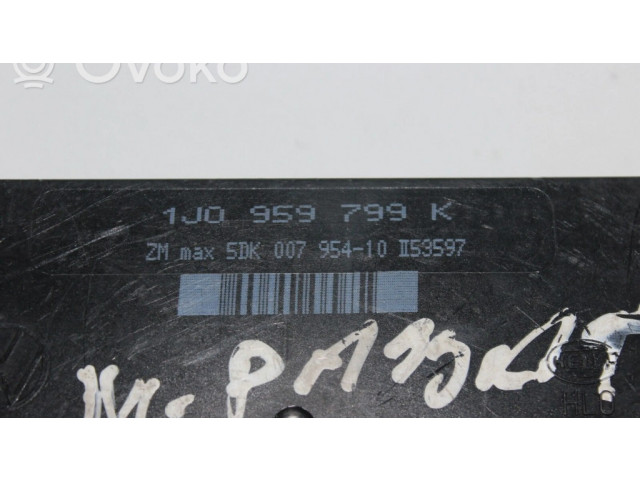 Ovoko
1J0 959 799 K
ZM max 5DK 007 954-10 II53597
PASSAT